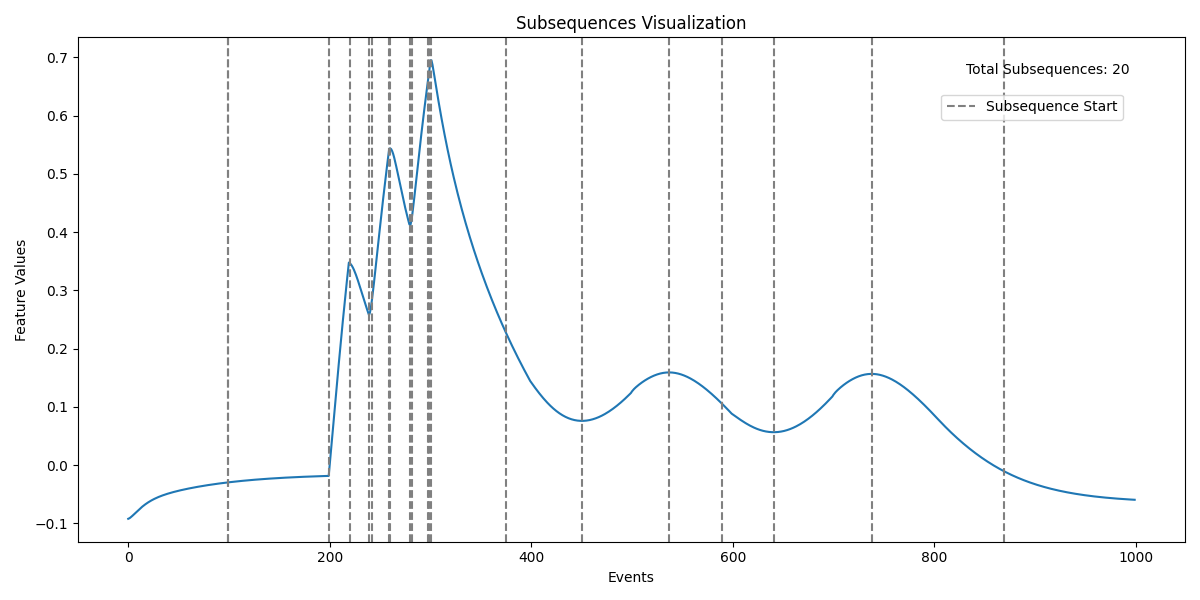 Subsequences Visualization
Total Subsequences: 20
Subsequence Start
Feature Values
0.7
0.6
0.5
0.4
0.3
0.2
0.1
0.0
−0.1
0 200 400 600 800 1000
Events